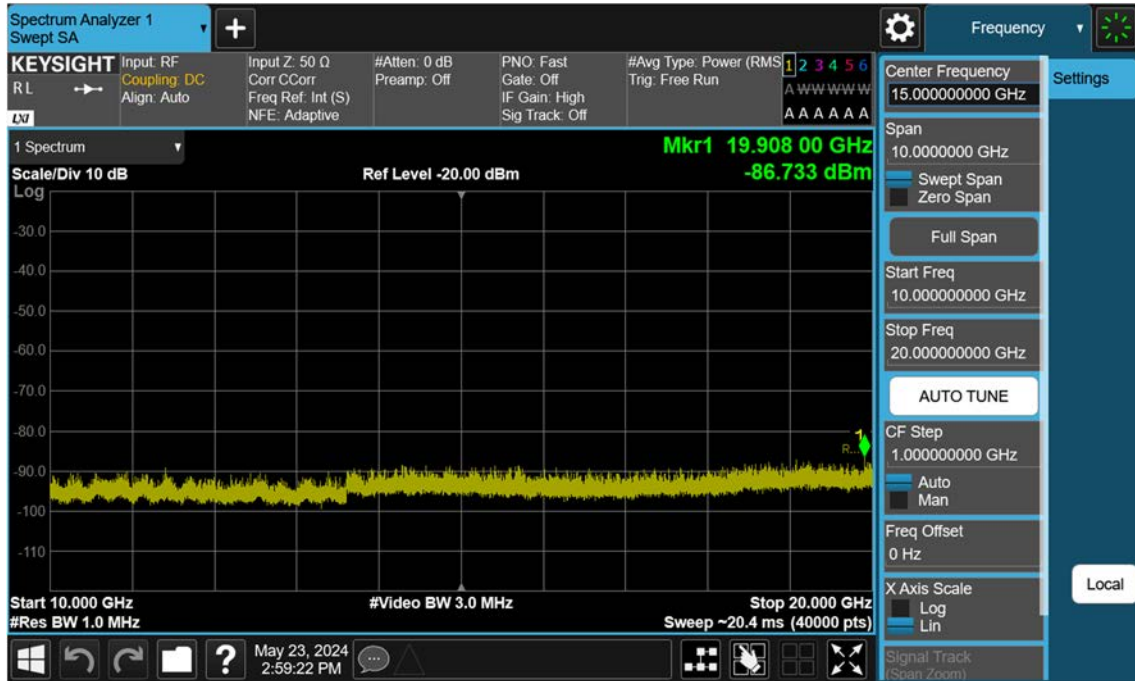 Spectrum Analyzer 1
Swept SA
Frequency
KEYSIGHT
R L
LXI
Input: RF
Coupling: DC
Align: Auto
Input Z: 50 Ω
Corr CCorr
Freq Ref: Int (S)
NFE: Adaptive
#Atten: 0 dB
Preamp: Off
PNO: Fast
Gate: Off
IF Gain: High
Sig Track: Off
#Avg Type: Power (RMS
Trig: Free Run
1 2 3 4 5 6
A W W W W W
A A A A A A
1 Spectrum
Mkr1 19.908 00 GHz
Scale/Div 10 dB
Ref Level -20.00 dBm
-86.733 dBm
Log
-30.0
-40.0
-50.0
-60.0
-70.0
-80.0
1
R...
-90.0
-100
-110
Start 10.000 GHz
#Video BW 3.0 MHz
Stop 20.000 GHz
#Res BW 1.0 MHz
Sweep ~20.4 ms (40000 pts)
?
May 23, 2024
2:59:22 PM
Center Frequency
15.000000000 GHz
Span
10.0000000 GHz
Swept Span
Zero Span
Full Span
Start Freq
10.000000000 GHz
Stop Freq
20.000000000 GHz
AUTO TUNE
CF Step
1.000000000 GHz
Auto
Man
Freq Offset
0 Hz
X Axis Scale
Log
Lin
Signal Track
(Span Zoom)
Settings
Local